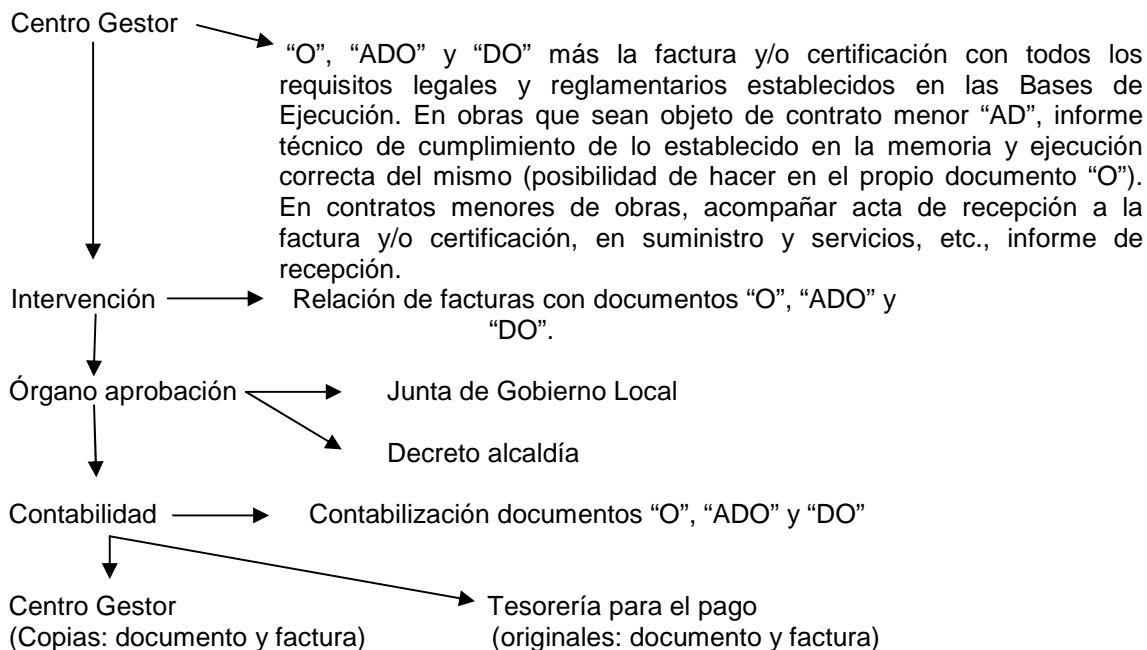 Centro Gestor
“O”, “ADO” y “DO” más la factura y/o certificación con todos los
requisitos legales y reglamentarios establecidos en las Bases de
Ejecución. En obras que sean objeto de contrato menor “AD”, informe
técnico de cumplimiento de lo establecido en la memoria y ejecución
correcta del mismo (posibilidad de hacer en el propio documento “O”).
En contratos menores de obras, acompañar acta de recepción a la
factura y/o certificación, en suministro y servicios, etc., informe de
recepción.
Intervención
Relación de facturas con documentos “O”, “ADO” y
“DO”.
Órgano aprobación
Junta de Gobierno Local
Decreto alcaldía
Contabilidad
Contabilización documentos “O”, “ADO” y “DO”
Centro Gestor
(Copias: documento y factura)
Tesorería para el pago
(originales: documento y factura)